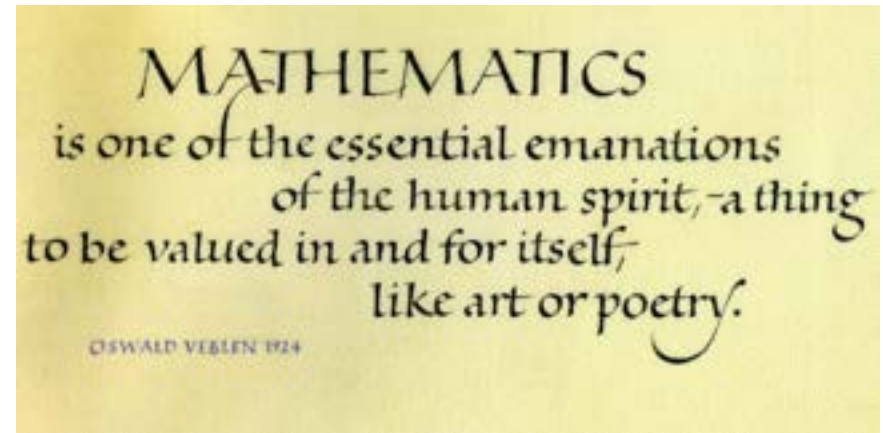 MATHEMATICS
is one of the essential emanations
of the human spirit,-a thing
to be valued in and for itself,-
like art or poetry.
OSWALD VEBLEN 1924